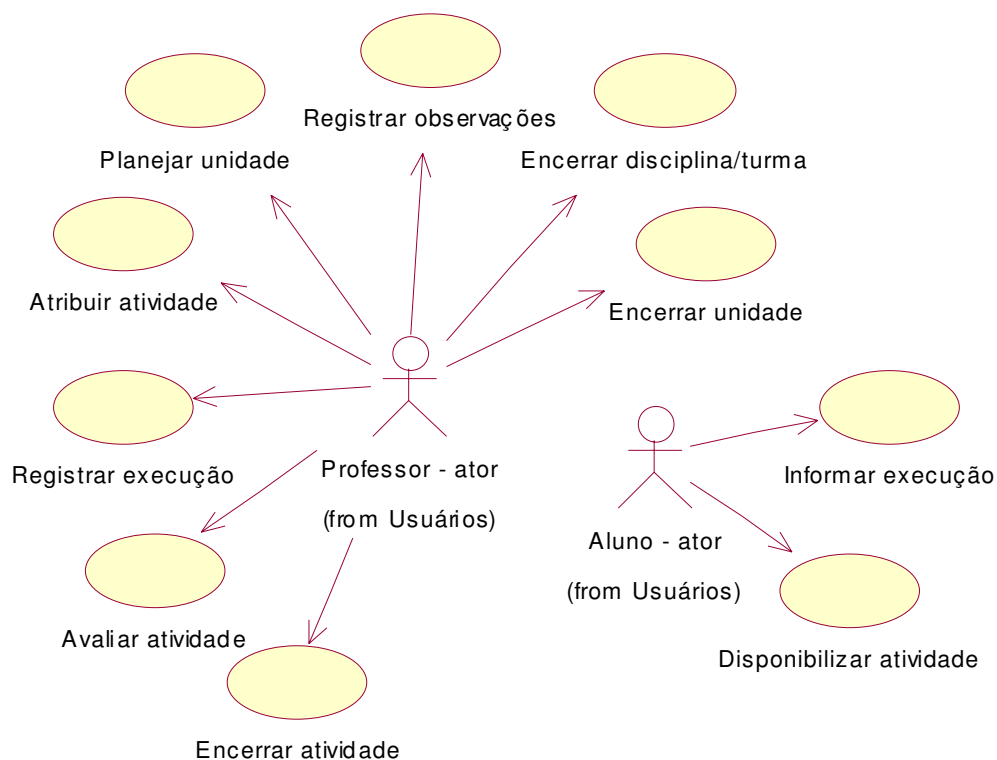 Registrar observações
Planejar unidade
Encerrar disciplina/turma
Atribuir atividade
Encerrar unidade
Registrar execução
Professor - ator
(from Usuários)
Informar execução
Aluno - ator
(from Usuários)
Avaliar atividade
Disponibilizar atividade
Encerrar atividade